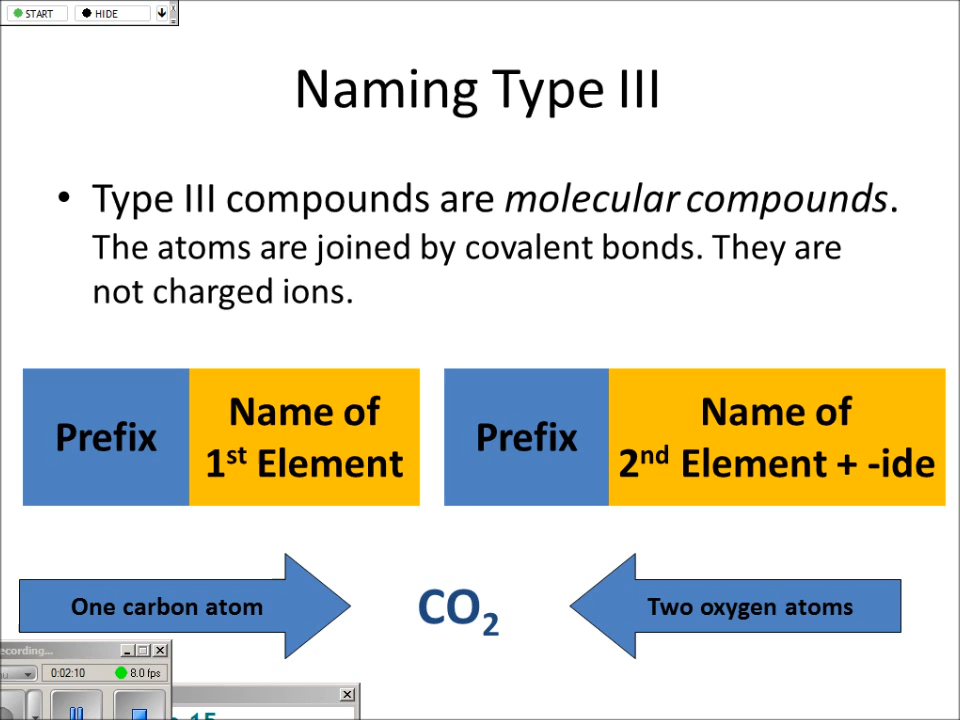 START HIDE
Naming Type III
• Type III compounds are molecular compounds.
The atoms are joined by covalent bonds. They are
not charged ions.
Prefix
Name of
1st Element
Prefix
Name of
2nd Element + -ide
One carbon atom
CO₂
Two oxygen atoms
ecording...
0:02:10 8.0 fps